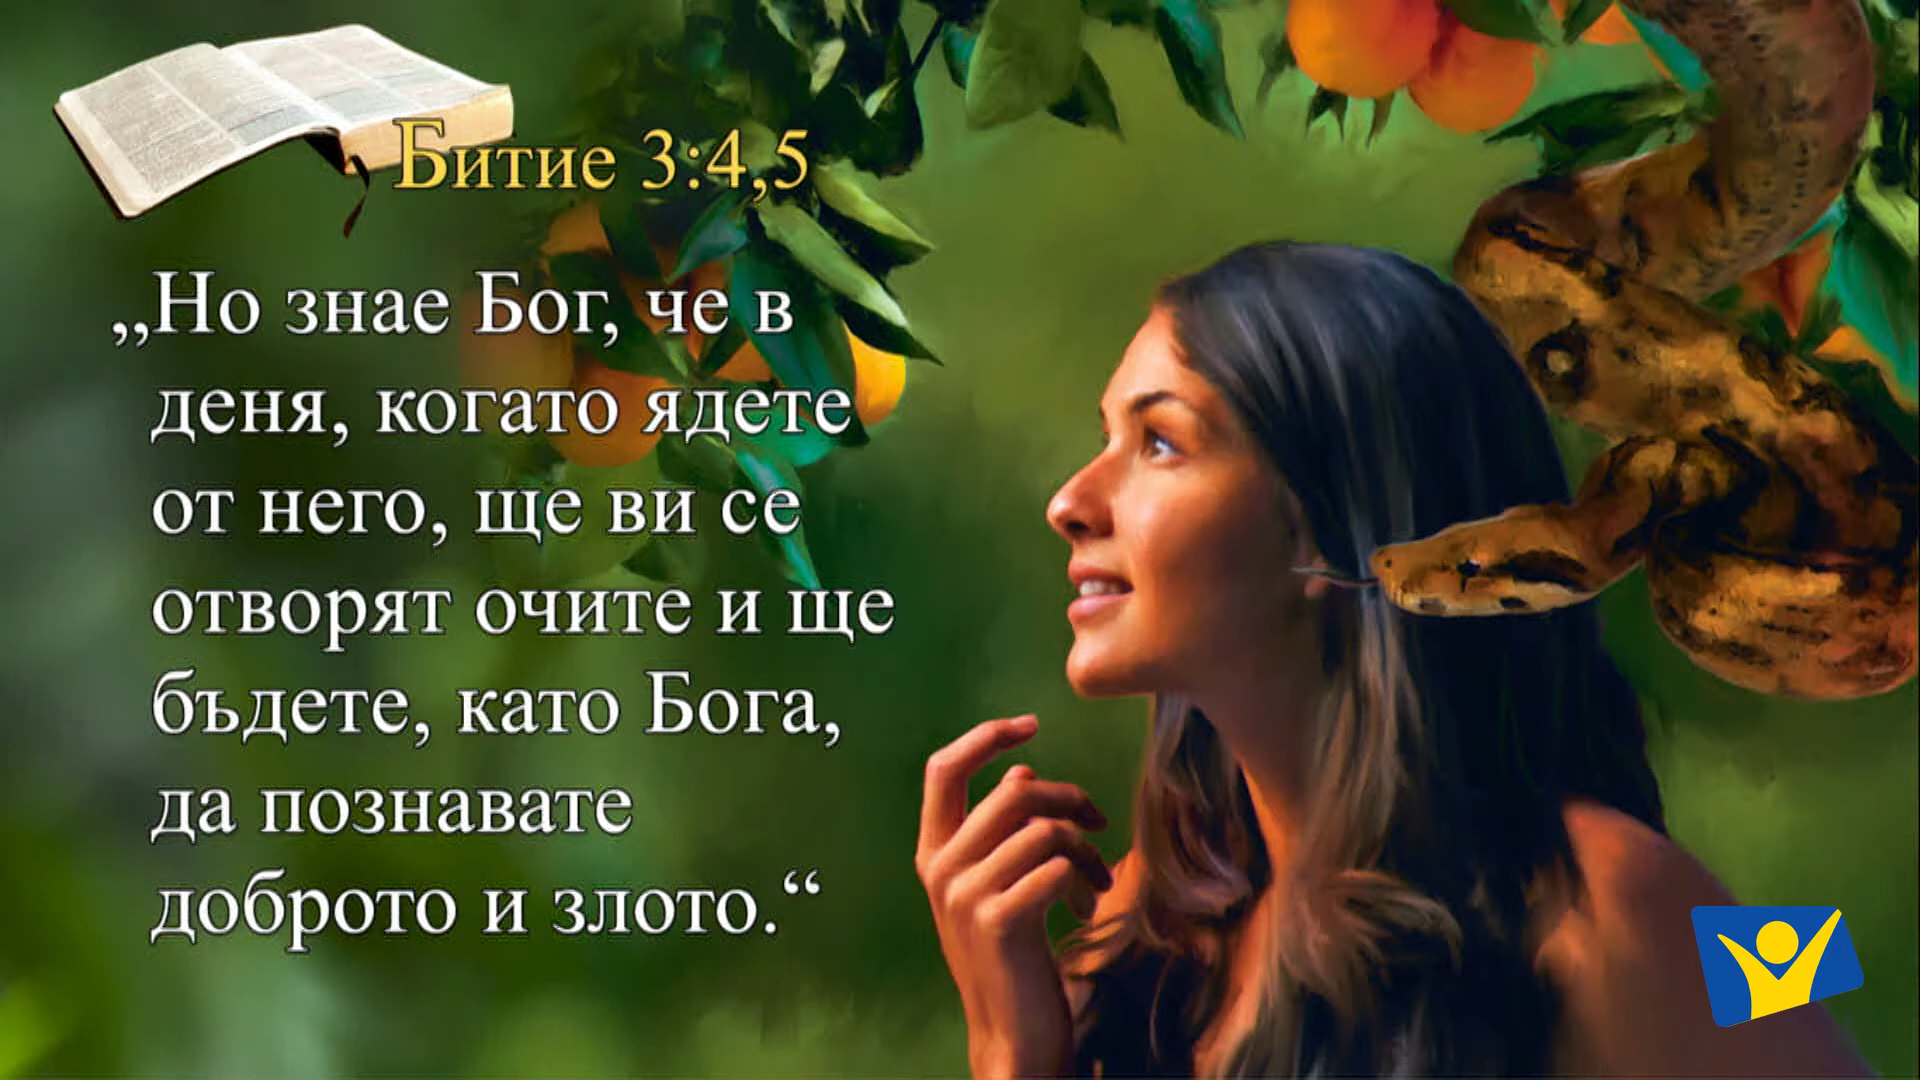 Битие 3:4,5
„Но знае Бог, че в
деня, когато ядете
от него, ще ви се
отворят очите и ще
бъдете, като Бога,
да познавате
доброто и злото.“